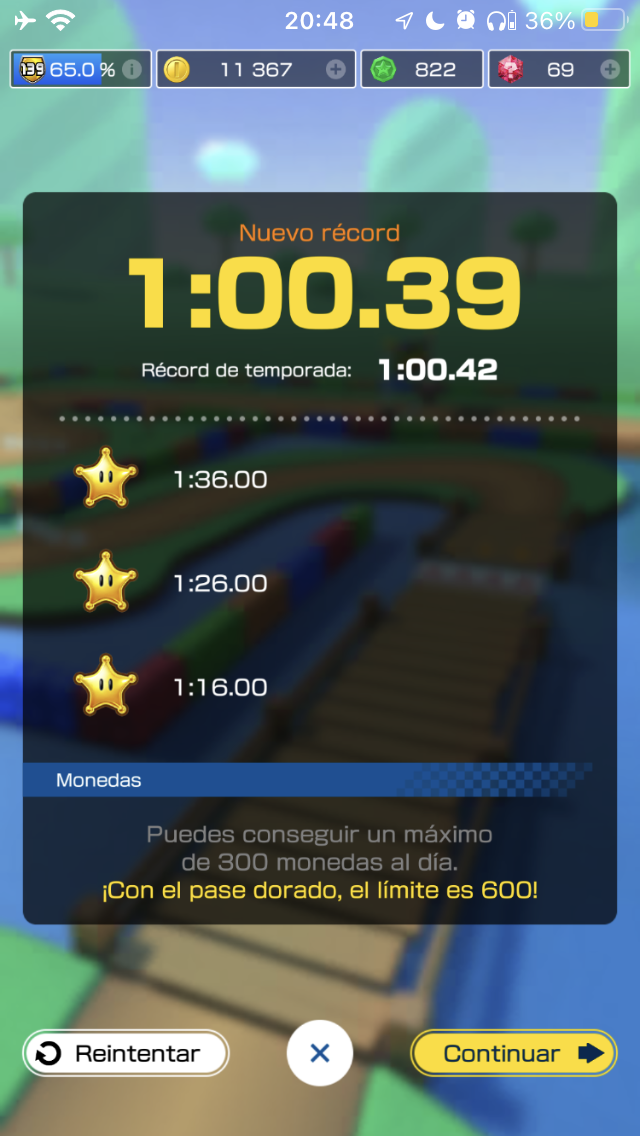 20:48 36%
139 65.0 % 11 367 822 69
Nuevo récord
1:00.39
Récord de temporada: 1:00.42
1:36.00
1:26.00
1:16.00
Monedas
Puedes conseguir un máximo
de 300 monedas al día.
¡Con el pase dorado, el límite es 600!
Reintentar Continuar